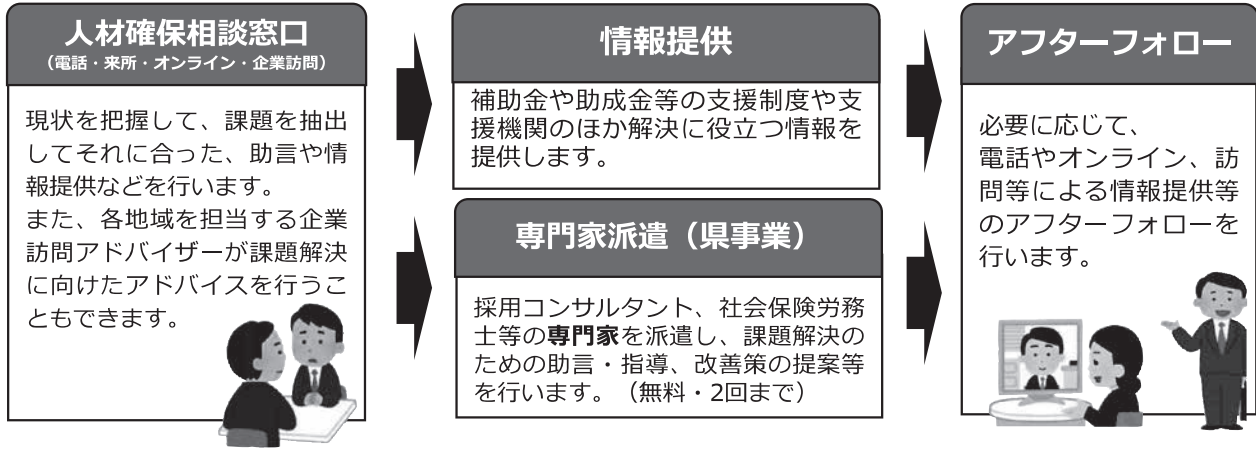 人材確保相談窓口
（電話・来所・オンライン・企業訪問）
現状を把握して、課題を抽出
してそれに合った、助言や情
報提供などを行います。
また、各地域を担当する企業
訪問アドバイザーが課題解決
に向けたアドバイスを行うこ
ともできます。
情報提供
補助金や助成金等の支援制度や支
援機関のほか解決に役立つ情報を
提供します。
専門家派遣（県事業）
採用コンサルタント、社会保険労務
士等の専門家を派遣し、課題解決の
ための助言・指導、改善策の提案等
を行います。（無料・2回まで）
アフターフォロー
必要に応じて、
電話やオンライン、訪
問等による情報提供等
のアフターフォローを
行います。